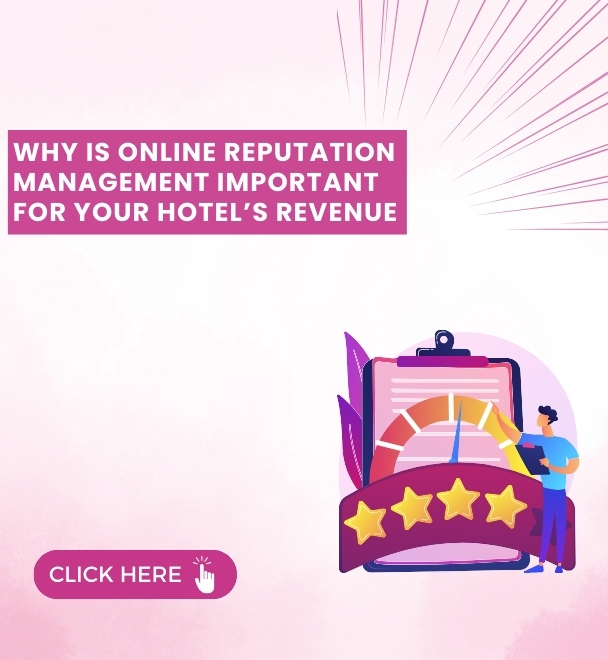 WHY IS ONLINE REPUTATION
MANAGEMENT IMPORTANT
FOR YOUR HOTEL’S REVENUE
CLICK HERE